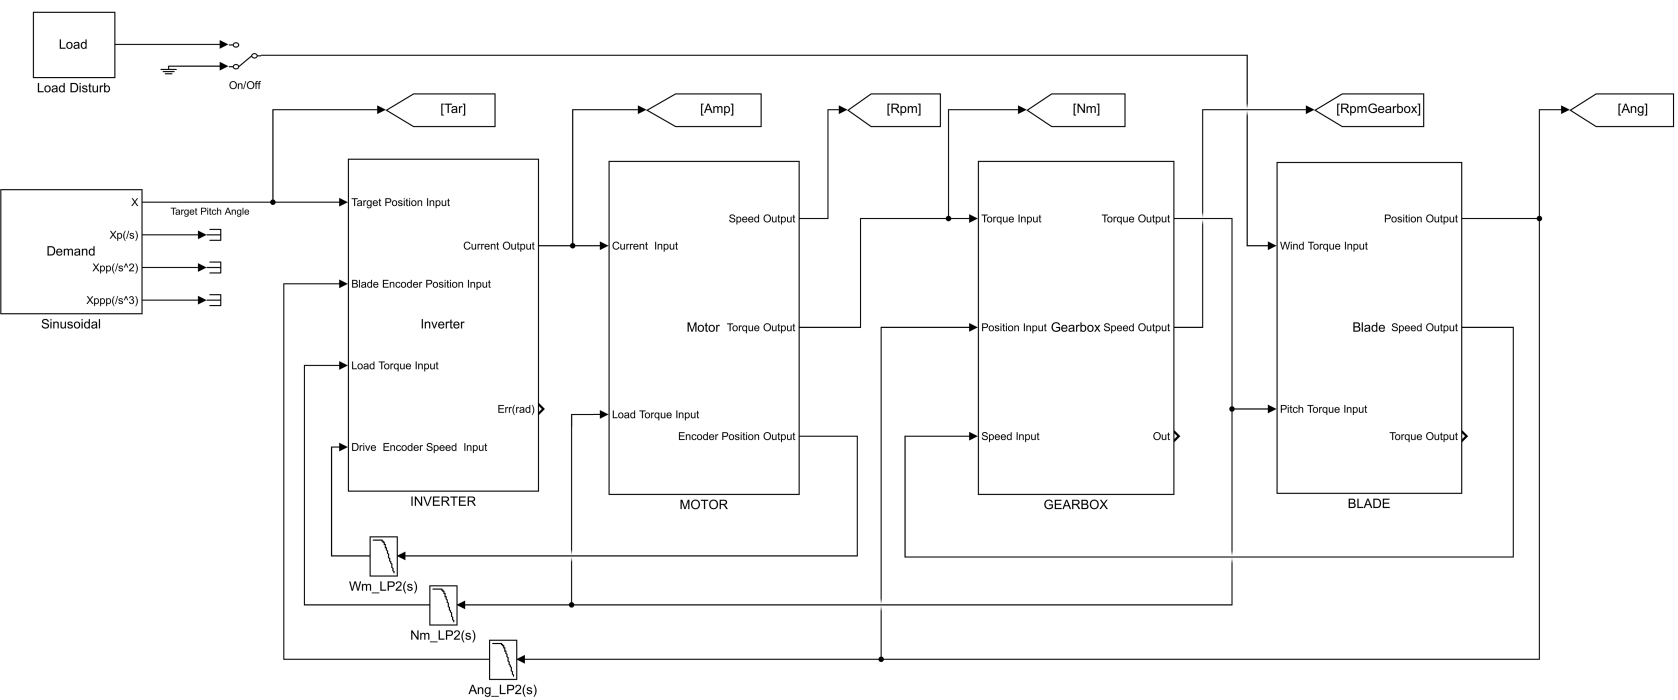 Load
Load Disturb
On/Off
[Tar]
[Amp]
[Rpm]
[Nm]
[RpmGearbox]
[Ang]
X
Xp(/s)
Demand
Xpp(/s^2)
Xppp(/s^3)
Sinusoidal
Target Pitch Angle
Target Position Input
Current Output
Blade Encoder Position Input
Inverter
Load Torque Input
Err(rad)
Drive Encoder Speed Input
INVERTER
Speed Output
Current Input
Motor Torque Output
Load Torque Input
Encoder Position Output
MOTOR
Torque Input Torque Output
Position Input Gearbox Speed Output
Speed Input Out
GEARBOX
Position Output
Wind Torque Input
Blade Speed Output
Pitch Torque Input
Torque Output
BLADE
Wm_LP2(s)
Nm_LP2(s)
Ang_LP2(s)